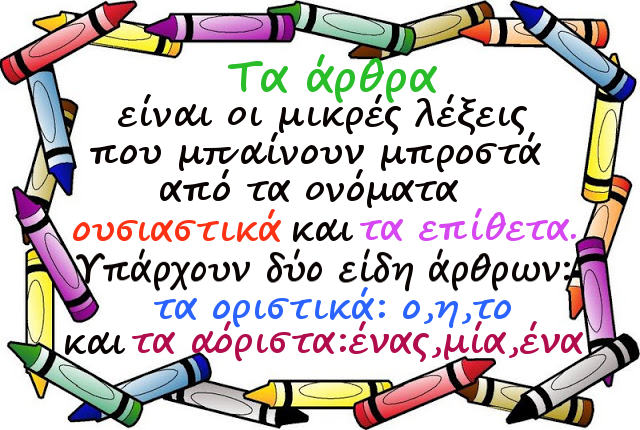 Τα άρθρα
είναι οι μικρές λέξεις
που μπαίνουν μπροστά
από τα ονόματα
ουσιαστικά και τα επίθετα.
Υπάρχουν δύο είδη άρθρων:
τα οριστικά: ο,η,το
και τα αόριστα:ένας,μία,ένα